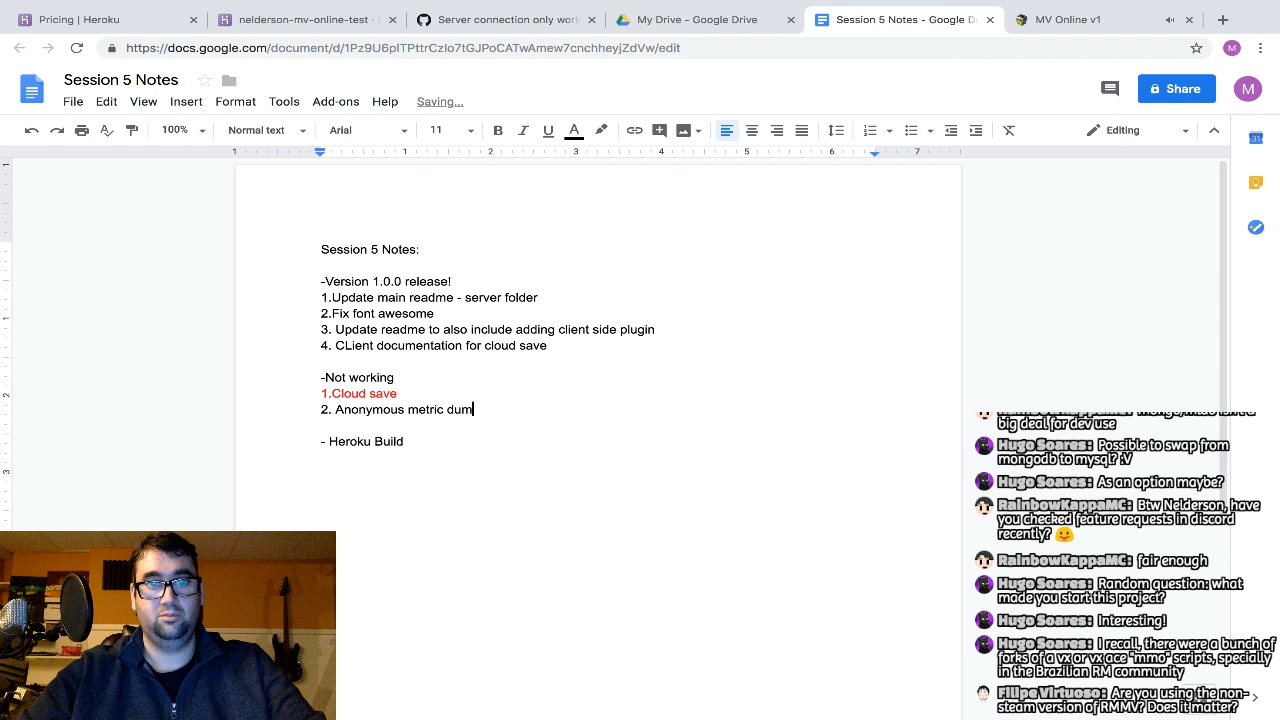 Pricing | Heroku
nelderson-mv-online-test ·
Server connection only wor
My Drive - Google Drive
Session 5 Notes - Google D
MV Online v1
https://docs.google.com/document/d/
/edit
Session 5 Notes
File Edit View Insert Format Tools Add-ons Help Saving...
Share
M
100% Normal text Arial 11 B I U A Editing
1 1 2 3 4 5 6 7
Session 5 Notes:
-Version 1.0.0 release!
1.Update main readme - server folder
2.Fix font awesome
3. Update readme to also include adding client side plugin
4. CLient documentation for cloud save
-Not working
1.Cloud save
2. Anonymous metric dum
- Heroku Build
big deal for dev use
Hugo Soares: Possible to swap from
mongodb to mysql? :V
Hugo Soares: As an option maybe?
RainbowKappaMC: Btw Nelderson, have
you checked feature requests in discord
recently?
RainbowKappaMC: fair enough
Hugo Soares: Random question: what
made you start this project?
Hugo Soares: Interesting!
Hugo Soares: I recall, there were a bunch of
forks of a vx or vx ace "mmo" scripts, specially
in the Brazilian RM community
Filipe Virtuoso: Are you using the non-
steam version of RMMV? Does it matter?